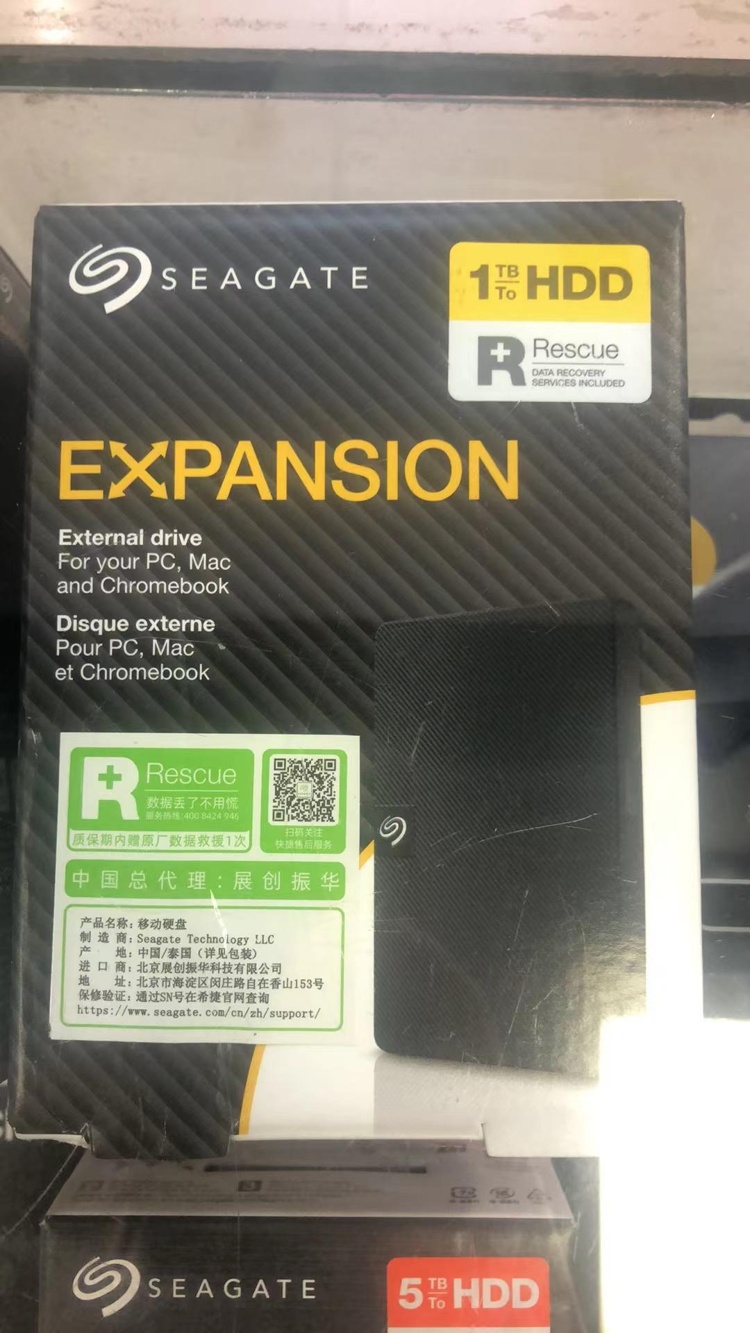 SEAGATE
1 TB To HDD
Rescue
DATA RECOVERY
SERVICES INCLUDED
EXPANSION
External drive
For your PC, Mac
and Chromebook
Disque externe
Pour PC, Mac
et Chromebook
Rescue
数据丢了不用慌
服务热线:400 8424 946
质保期内赠原厂数据救援1次
扫码关注
快捷售后服务
中国总代理:展创振华
产品名称:移动硬盘
制造商:Seagate Technology LLC
产地:中国/泰国(详见包装)
进口商:北京展创振华科技有限公司
地址:北京市海淀区闵庄路自在香山153号
保修验证:通过SN号在希捷官网查询
https://www.seagate.com/cn/zh/support/
SEAGATE
5 TB To HDD